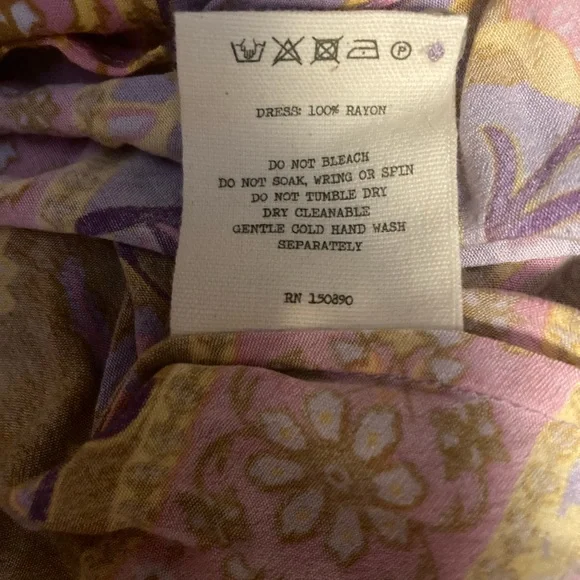 P
DRESS: 100% RAYON
DO NOT BLEACH
DO NOT SOAK, WRING OR SPIN
DO NOT TUMBLE DRY
DRY CLEANABLE
GENTLE COLD HAND WASH
SEPARATELY
RN 150890